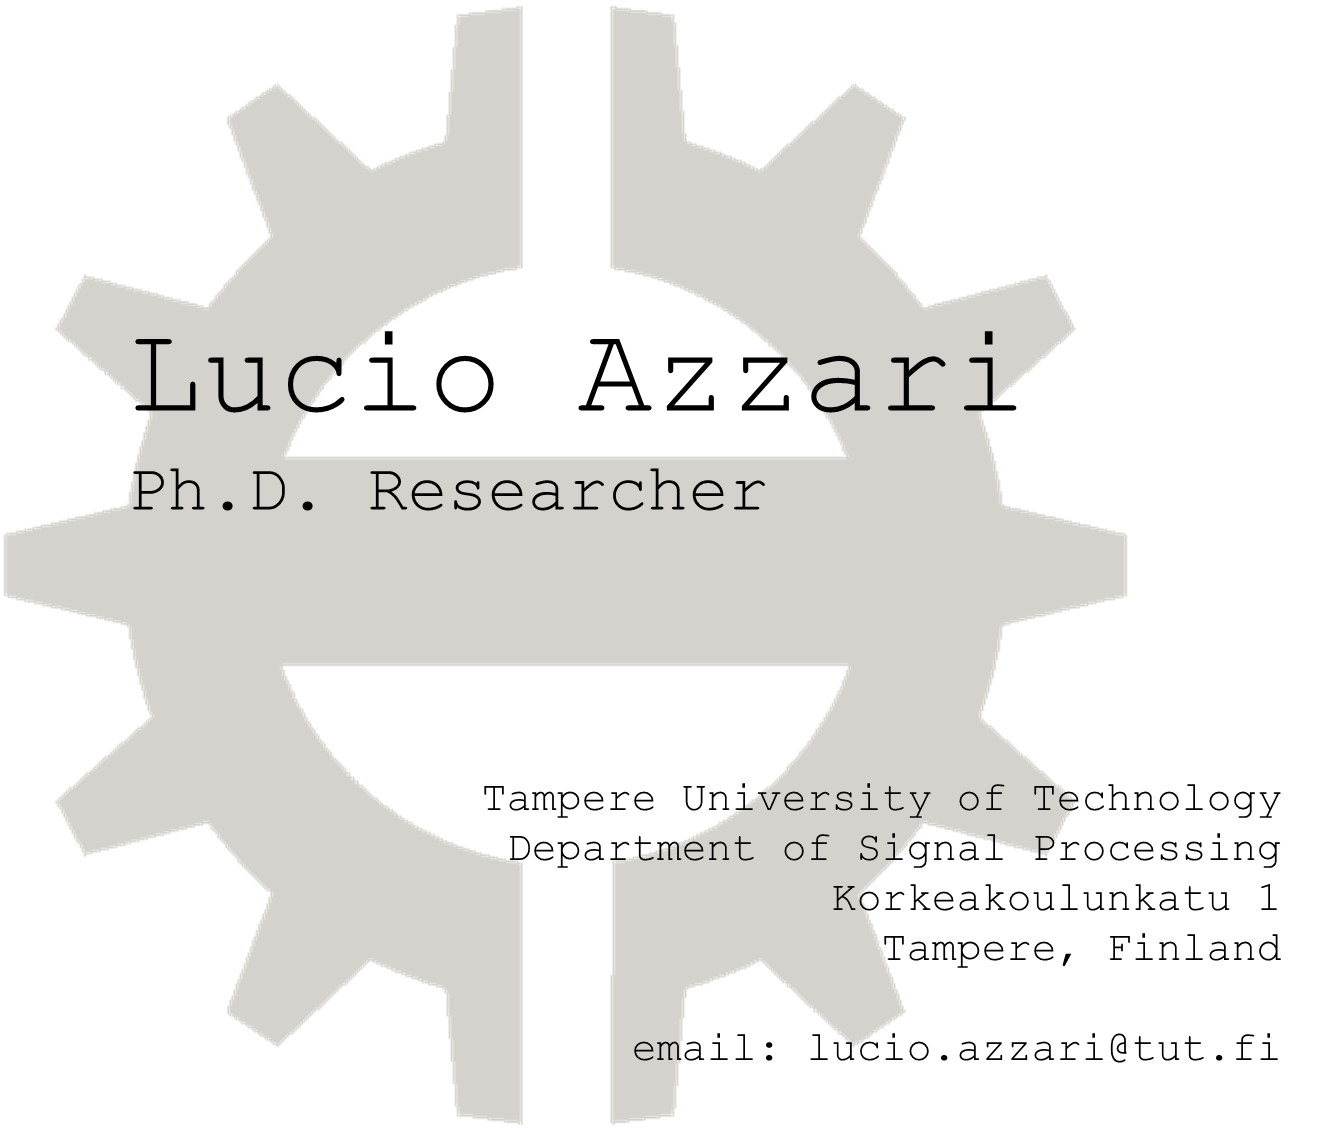 Lucio Azzari
Ph.D. Researcher
Tampere University of Technology
Department of Signal Processing
Korkeakoulunkatu 1
Tampere, Finland
email: lucio.azzari@tut.fi